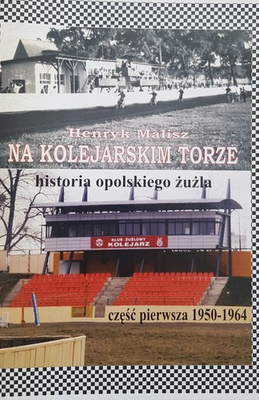 Henryk Malisz
NA KOLEJARSKIM TORZE
historia opolskiego żużla
KLUB ŻUŻLOWY
KOLEJARZ
część pierwsza 1950-1964